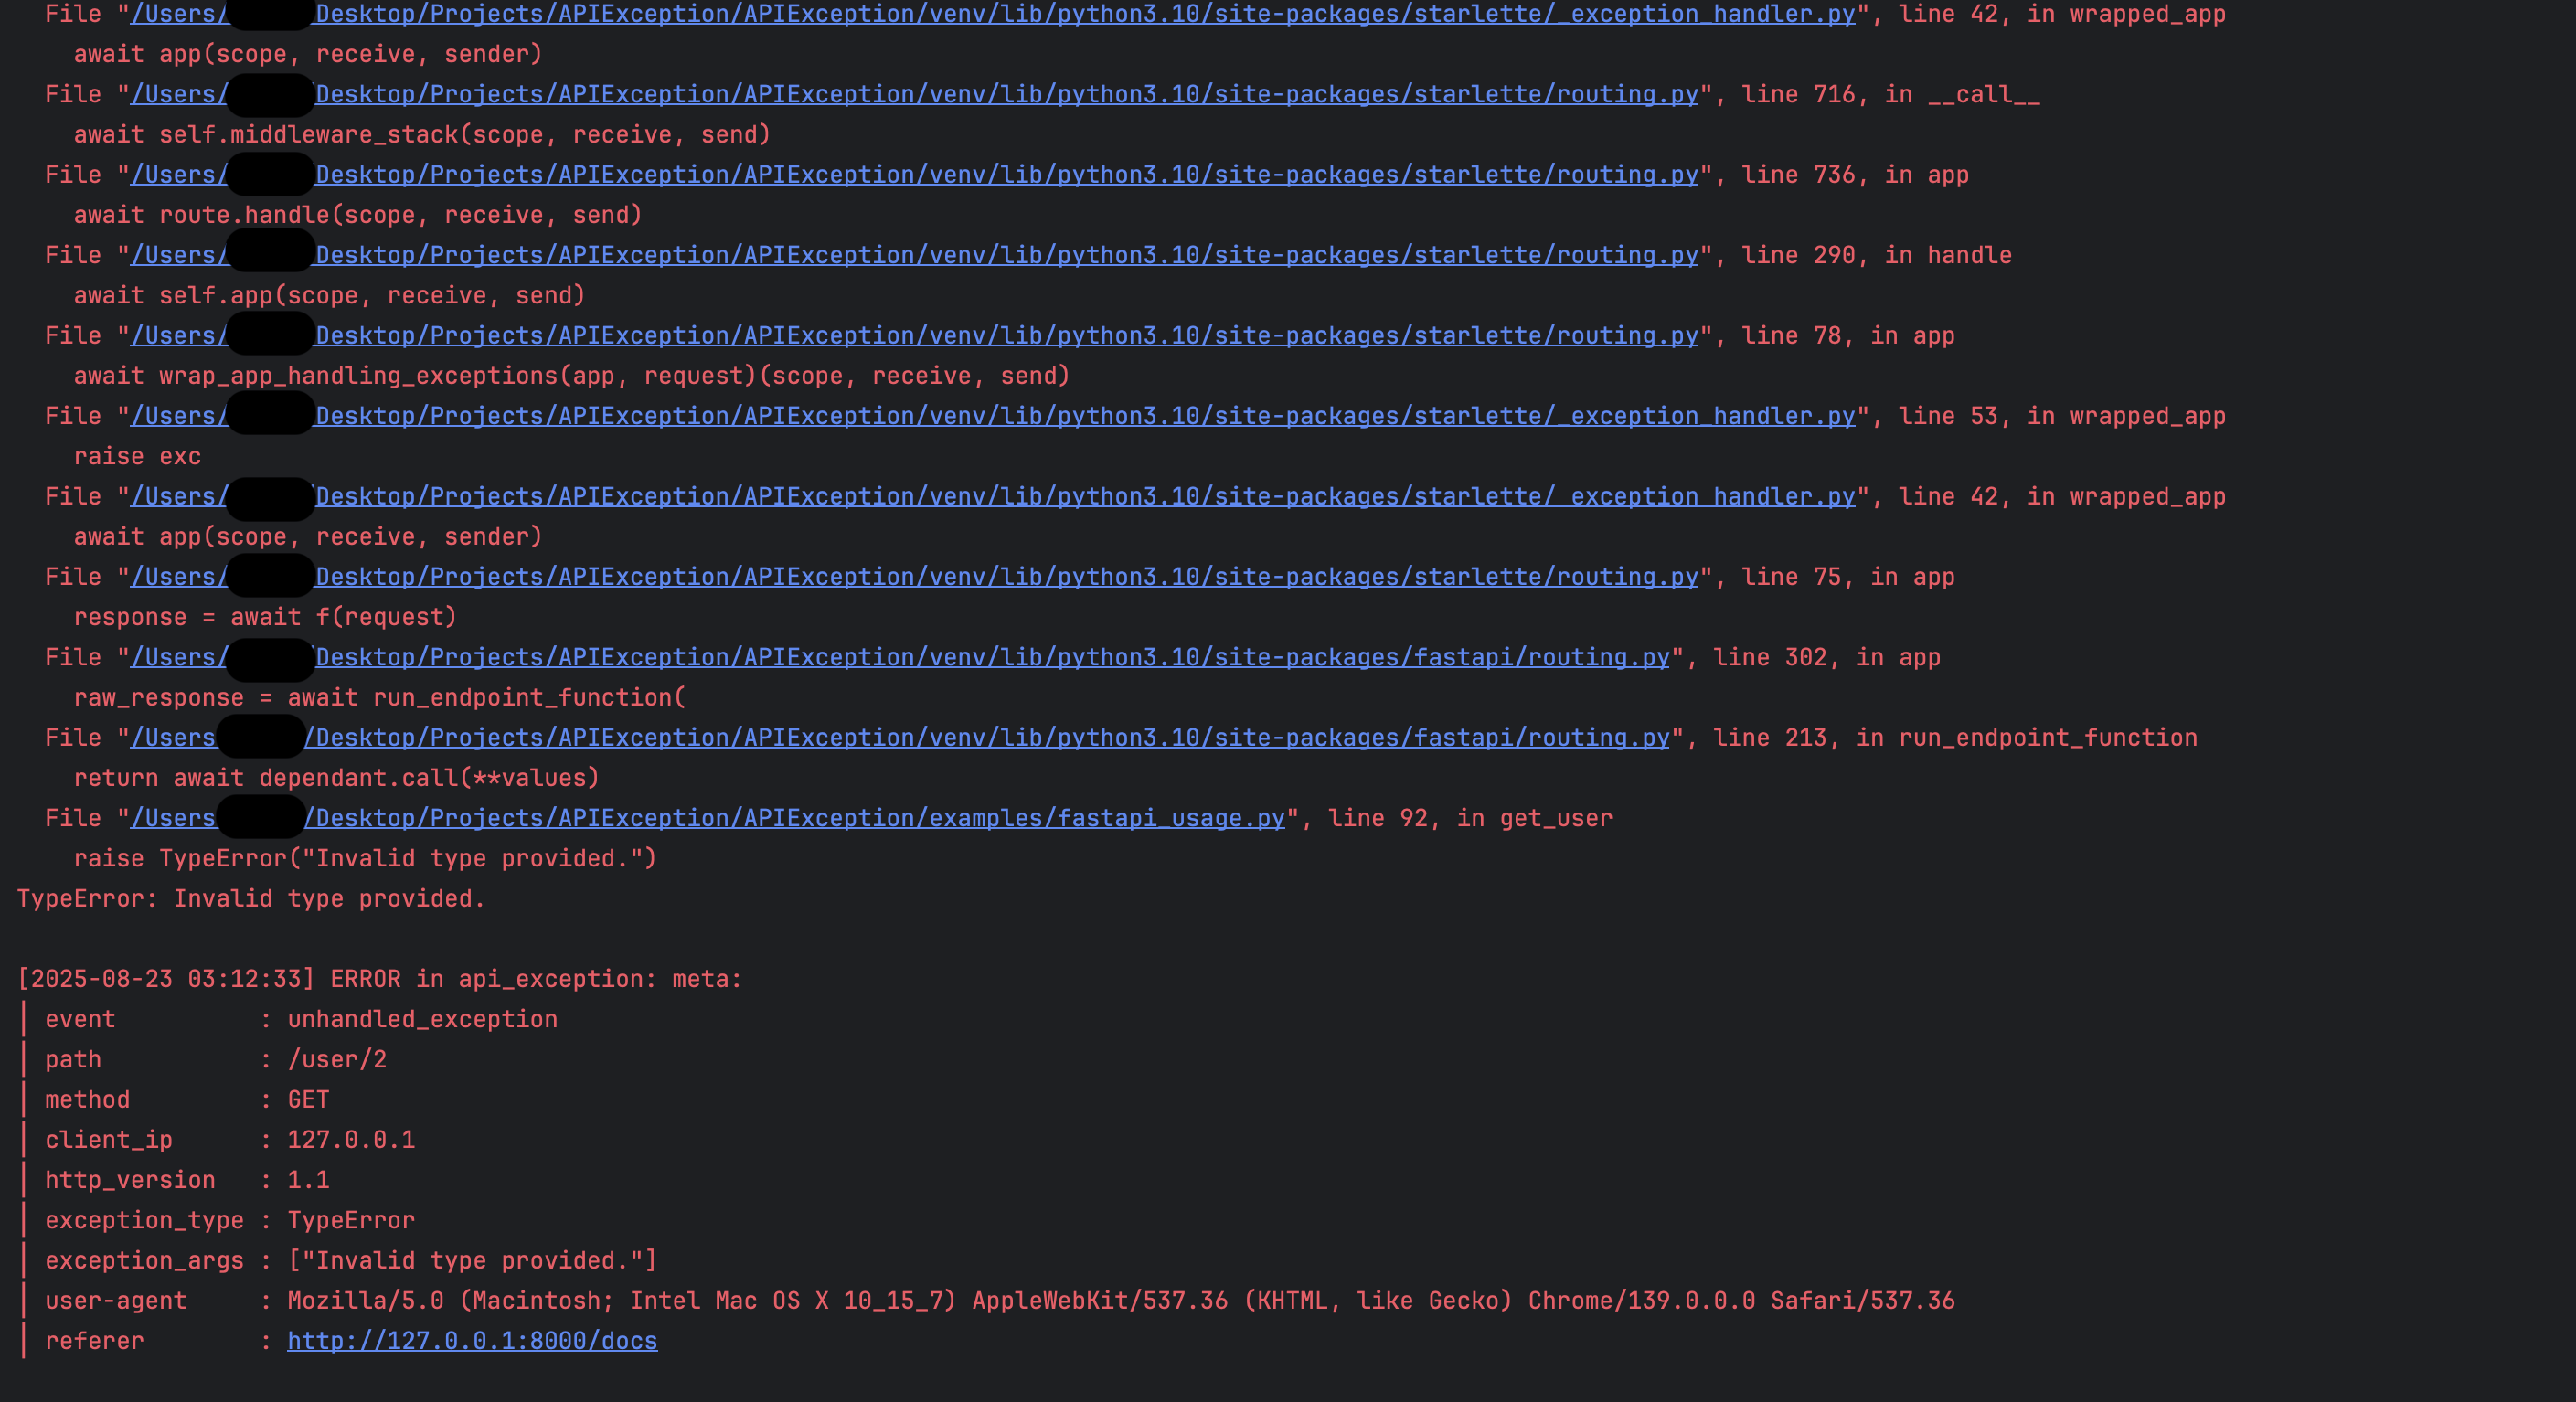 File "/Users/ Desktop/Projects/APIException/APIException/venv/lib/python3.10/site-packages/starlette/_exception_handler.py", line 42, in wrapped_app
await app(scope, receive, sender)
File "/Users/ Desktop/Projects/APIException/APIException/venv/lib/python3.10/site-packages/starlette/routing.py", line 716, in __call__
await self.middleware_stack(scope, receive, send)
File "/Users/ Desktop/Projects/APIException/APIException/venv/lib/python3.10/site-packages/starlette/routing.py", line 736, in app
await route.handle(scope, receive, send)
File "/Users/ Desktop/Projects/APIException/APIException/venv/lib/python3.10/site-packages/starlette/routing.py", line 290, in handle
await self.app(scope, receive, send)
File "/Users/ Desktop/Projects/APIException/APIException/venv/lib/python3.10/site-packages/starlette/routing.py", line 78, in app
await wrap_app_handling_exceptions(app, request)(scope, receive, send)
File "/Users/ Desktop/Projects/APIException/APIException/venv/lib/python3.10/site-packages/starlette/_exception_handler.py", line 53, in wrapped_app
raise exc
File "/Users/ Desktop/Projects/APIException/APIException/venv/lib/python3.10/site-packages/starlette/_exception_handler.py", line 42, in wrapped_app
await app(scope, receive, sender)
File "/Users/ Desktop/Projects/APIException/APIException/venv/lib/python3.10/site-packages/starlette/routing.py", line 75, in app
response = await f(request)
File "/Users/ Desktop/Projects/APIException/APIException/venv/lib/python3.10/site-packages/fastapi/routing.py", line 302, in app
raw_response = await run_endpoint_function(
File "/Users /Desktop/Projects/APIException/APIException/venv/lib/python3.10/site-packages/fastapi/routing.py", line 213, in run_endpoint_function
return await dependant.call(**values)
File "/Users /Desktop/Projects/APIException/APIException/examples/fastapi_usage.py", line 92, in get_user
raise TypeError("Invalid type provided.")
TypeError: Invalid type provided.
[2025-08-23 03:12:33] ERROR in api_exception: meta:
│ event : unhandled_exception
│ path : /user/2
│ method : GET
│ client_ip : 127.0.0.1
│ http_version : 1.1
│ exception_type : TypeError
│ exception_args : ["Invalid type provided."]
│ user-agent : Mozilla/5.0 (Macintosh; Intel Mac OS X 10_15_7) AppleWebKit/537.36 (KHTML, like Gecko) Chrome/139.0.0.0 Safari/537.36
│ referer : http://127.0.0.1:8000/docs